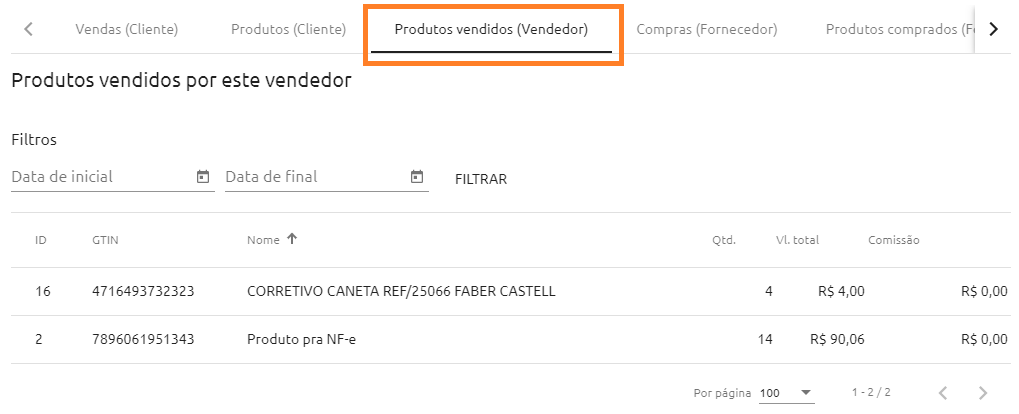 Vendas (Cliente) Produtos (Cliente) Produtos vendidos (Vendedor) Compras (Fornecedor) Produtos comprados (F
Produtos vendidos por este vendedor
Filtros
Data de inicial Data de final FILTRAR
ID GTIN Nome Qtd. Vl. total Comissão
16 4716493732323 CORRETIVO CANETA REF/25066 FABER CASTELL 4 R$ 4,00 R$ 0,00
2 7896061951343 Produto pra NF-e 14 R$ 90,06 R$ 0,00
Por página 100 1 - 2 / 2